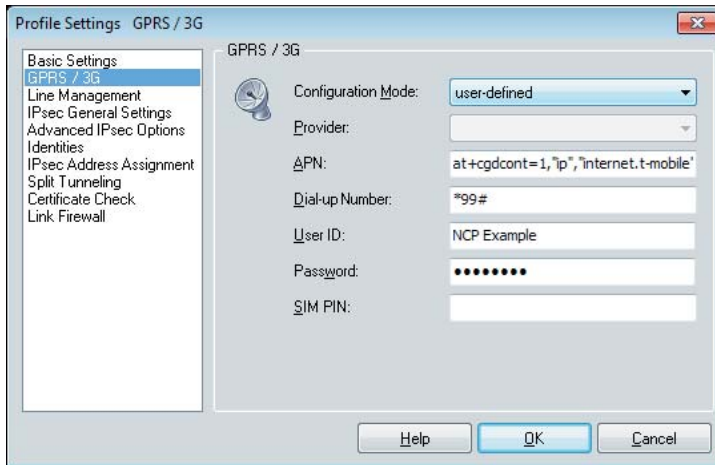 Profile Settings GPRS / 3G
Basic Settings
GPRS / 3G
Line Management
IPsec General Settings
Advanced IPsec Options
Identities
IPsec Address Assignment
Split Tunneling
Certificate Check
Link Firewall
GPRS / 3G
Configuration Mode: user-defined
Provider:
APN: at+cgdcont=1,"ip","internet.t-mobile"
Dial-up Number: *99#
User ID: NCP Example
Password: ●●●●●●●●
SIM PIN:
Help OK Cancel